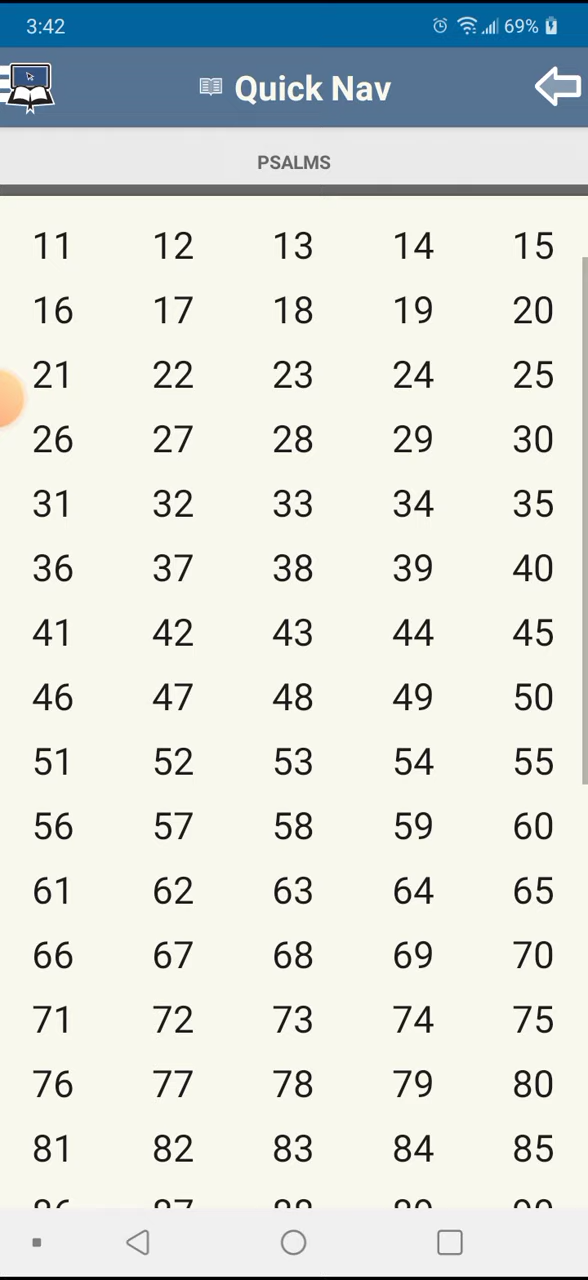 3:42 69%
Quick Nav
PSALMS
11 12 13 14 15
16 17 18 19 20
21 22 23 24 25
26 27 28 29 30
31 32 33 34 35
36 37 38 39 40
41 42 43 44 45
46 47 48 49 50
51 52 53 54 55
56 57 58 59 60
61 62 63 64 65
66 67 68 69 70
71 72 73 74 75
76 77 78 79 80
81 82 83 84 85